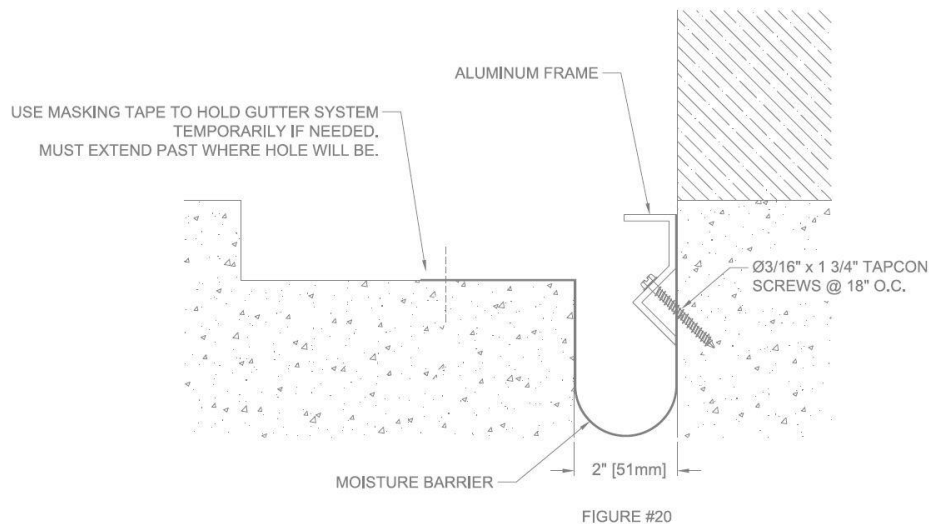 ALUMINUM FRAME
USE MASKING TAPE TO HOLD GUTTER SYSTEM
TEMPORARILY IF NEEDED.
MUST EXTEND PAST WHERE HOLE WILL BE.
Ø3/16" x 1 3/4" TAPCON
SCREWS @ 18" O.C.
MOISTURE BARRIER
2" [51mm]
FIGURE #20